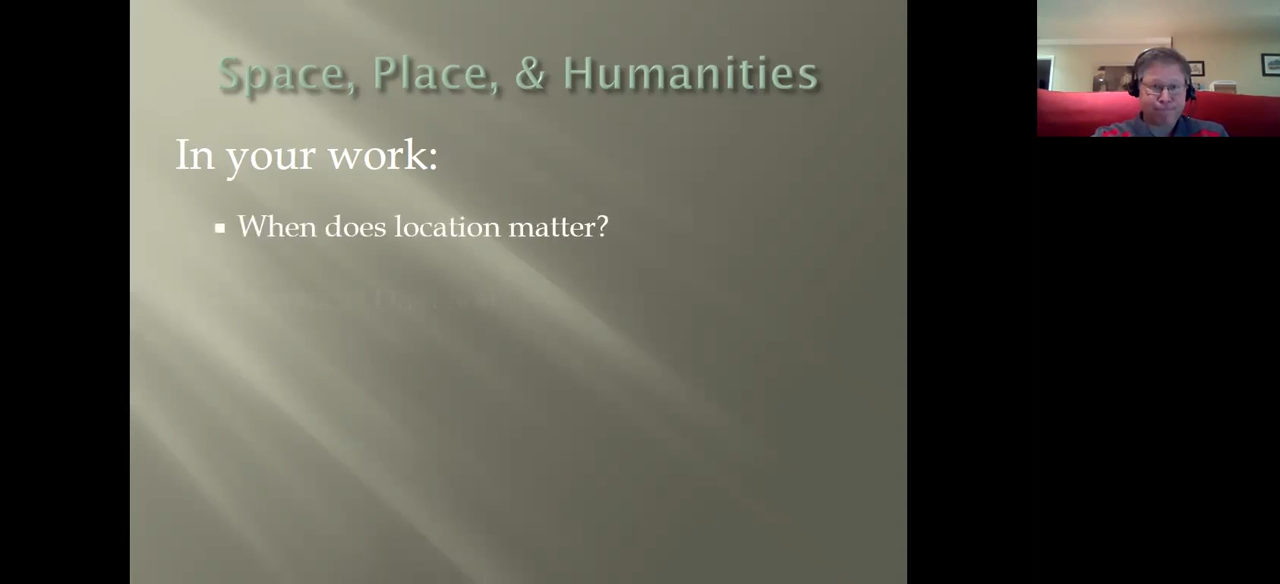 Space, Place, & Humanities
In your work:
When does location matter?